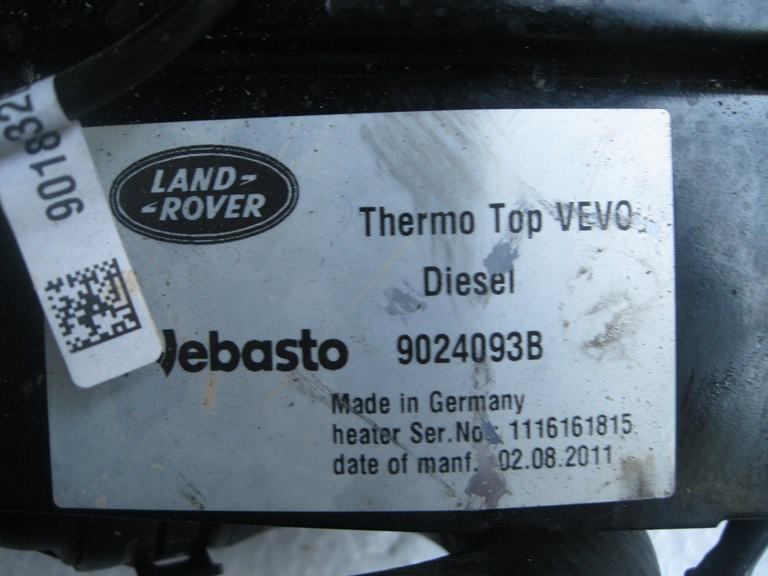 LAND-
-ROVER
Thermo Top VEVO
Diesel
Webasto 9024093B
Made in Germany
heater Ser.No.: 1116161815
date of manf. 02.08.2011